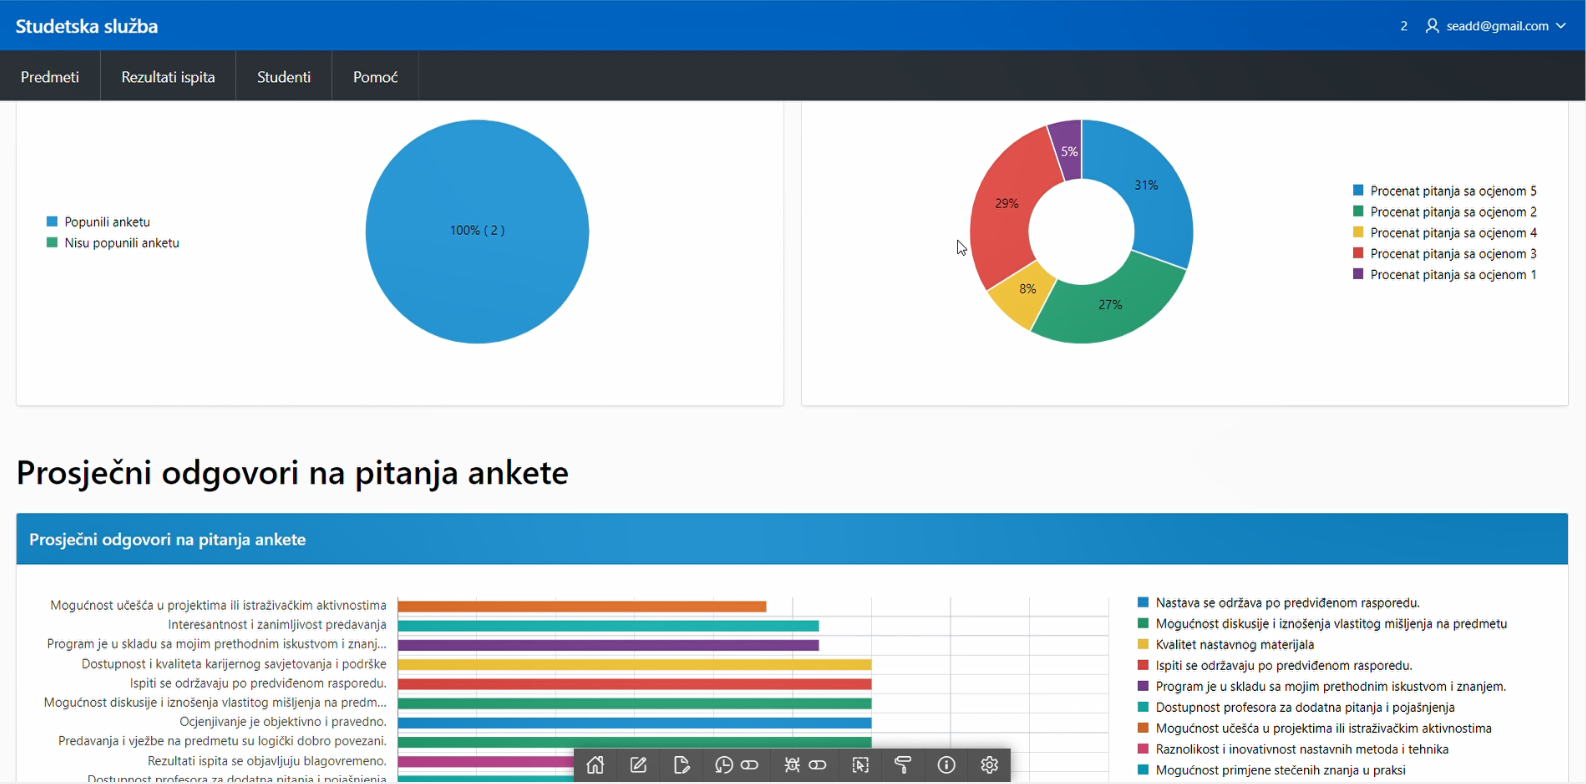 Studetska služba
2 seadd@gmail.com
Predmeti Rezultati ispita Studenti Pomoć
Popunili anketu
Nisu popunili anketu
100% ( 2 )
5%
31%
29%
8%
27%
Procenat pitanja sa ocjenom 5
Procenat pitanja sa ocjenom 2
Procenat pitanja sa ocjenom 4
Procenat pitanja sa ocjenom 3
Procenat pitanja sa ocjenom 1
Prosječni odgovori na pitanja ankete
Prosječni odgovori na pitanja ankete
Mogućnost učešća u projektima ili istraživačkim aktivnostima
Interesantnost i zanimljivost predavanja
Program je u skladu sa mojim prethodnim iskustvom i znanj...
Dostupnost i kvaliteta karijernog savjetovanja i podrške
Ispiti se održavaju po predviđenom rasporedu.
Mogućnost diskusije i iznošenja vlastitog mišljenja na predm...
Ocjenjivanje je objektivno i pravedno.
Predavanja i vježbe na predmetu su logički dobro povezani.
Rezultati ispita se objavljuju blagovremeno.
Dostupnost profesora za dodatna pitanja i pojašnjenja
Nastava se održava po predviđenom rasporedu.
Mogućnost diskusije i iznošenja vlastitog mišljenja na predmetu
Kvalitet nastavnog materijala
Ispiti se održavaju po predviđenom rasporedu.
Program je u skladu sa mojim prethodnim iskustvom i znanjem.
Dostupnost profesora za dodatna pitanja i pojašnjenja
Mogućnost učešća u projektima ili istraživačkim aktivnostima
Raznolikost i inovativnost nastavnih metoda i tehnika
Mogućnost primjene stečenih znanja u praksi